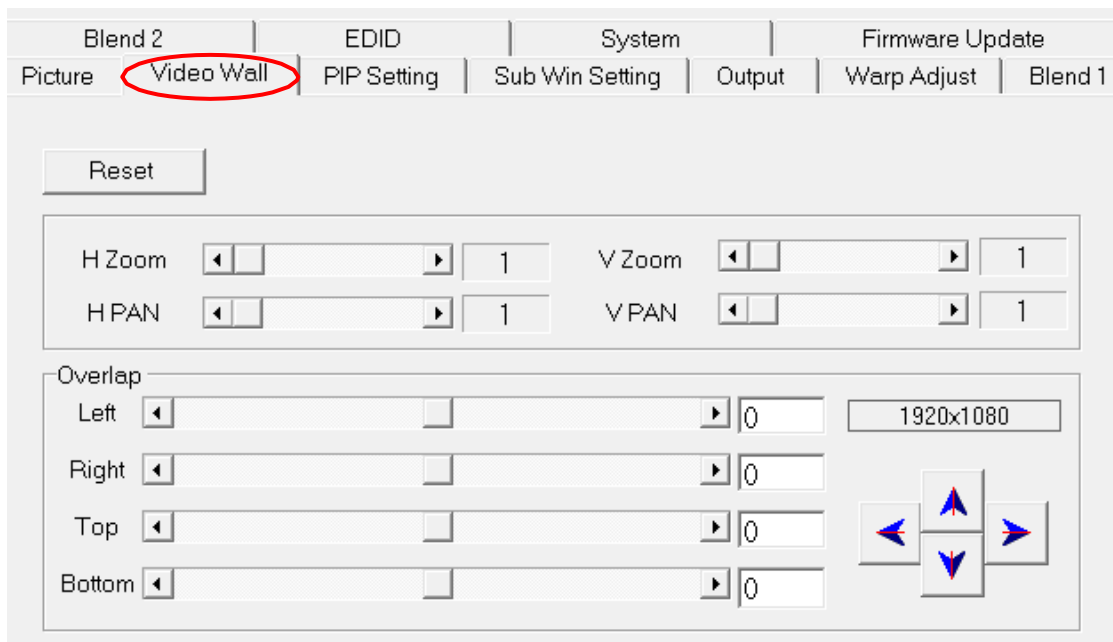 Blend 2 EDID System Firmware Update
Picture Video Wall PIP Setting Sub Win Setting Output Warp Adjust Blend 1
Reset
H Zoom 1 V Zoom 1
H PAN 1 V PAN 1
Overlap
Left 0 1920x1080
Right 0
Top 0
Bottom 0